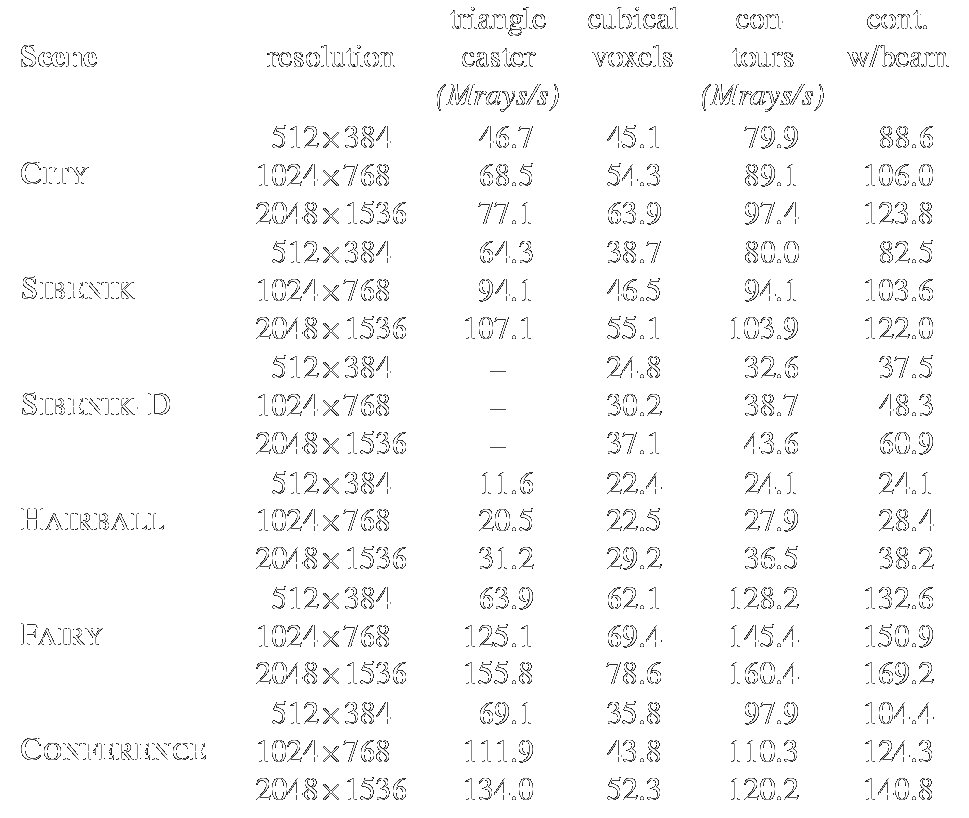 triangle cubical con- cont.
Scene resolution caster voxels tours w/beam
(Mrays/s) (Mrays/s)
512×384 46.7 45.1 79.9 88.6
CITY 1024×768 68.5 54.3 89.1 106.0
2048×1536 77.1 63.9 97.4 123.8
512×384 64.3 38.7 80.0 82.5
SIBENIK 1024×768 94.1 46.5 94.1 103.6
2048×1536 107.1 55.1 103.9 122.0
512×384 – 24.8 32.6 37.5
SIBENIK-D 1024×768 – 30.2 38.7 48.3
2048×1536 – 37.1 43.6 60.9
512×384 11.6 22.4 24.1 24.1
HAIRBALL 1024×768 20.5 22.5 27.9 28.4
2048×1536 31.2 29.2 36.5 38.2
512×384 63.9 62.1 128.2 132.6
FAIRY 1024×768 125.1 69.4 145.4 150.9
2048×1536 155.8 78.6 160.4 169.2
512×384 69.1 35.8 97.9 104.4
CONFERENCE 1024×768 111.9 43.8 110.3 124.3
2048×1536 134.0 52.3 120.2 140.8